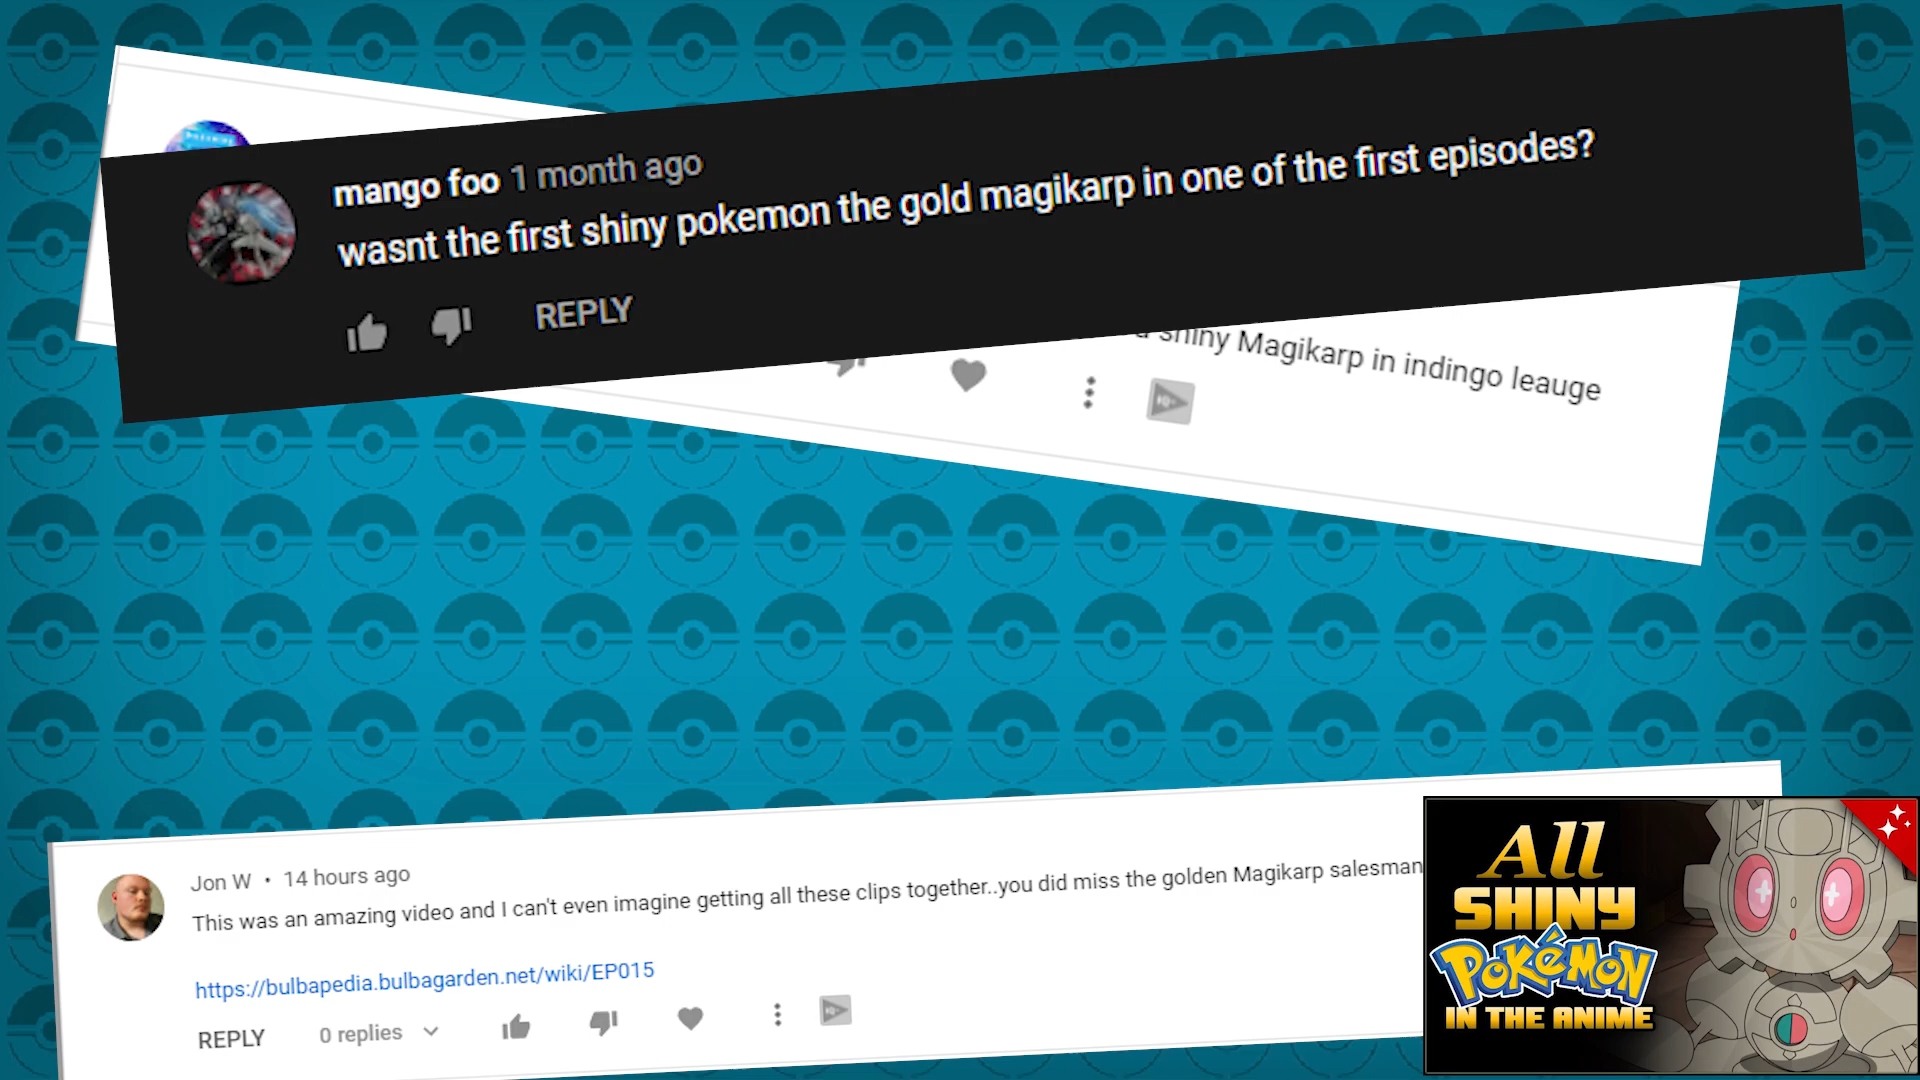 mango foo 1 month ago
wasnt the first shiny pokemon the gold magikarp in one of the first episodes?
REPLY
shiny Magikarp in indingo leauge
Jon W • 14 hours ago
This was an amazing video and I can't even imagine getting all these clips together..you did miss the golden Magikarp salesman
https://bulbapedia.bulbagarden.net/wiki/EP015
REPLY 0 replies
All
SHINY
POKéMON
IN THE ANIME